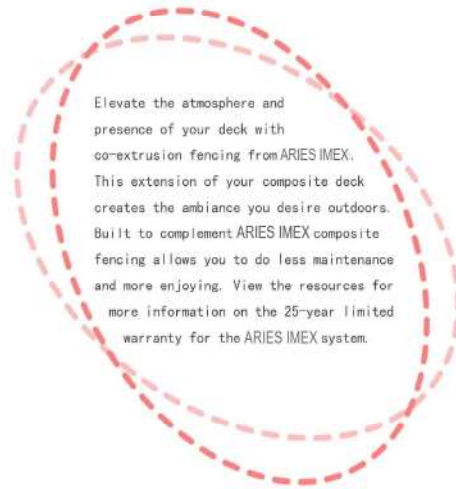 Elevate the atmosphere and
presence of your deck with
co-extrusion fencing from ARIES IMEX.
This extension of your composite deck
creates the ambiance you desire outdoors.
Built to complement ARIES IMEX composite
fencing allows you to do less maintenance
and more enjoying. View the resources for
more information on the 25-year limited
warranty for the ARIES IMEX system.